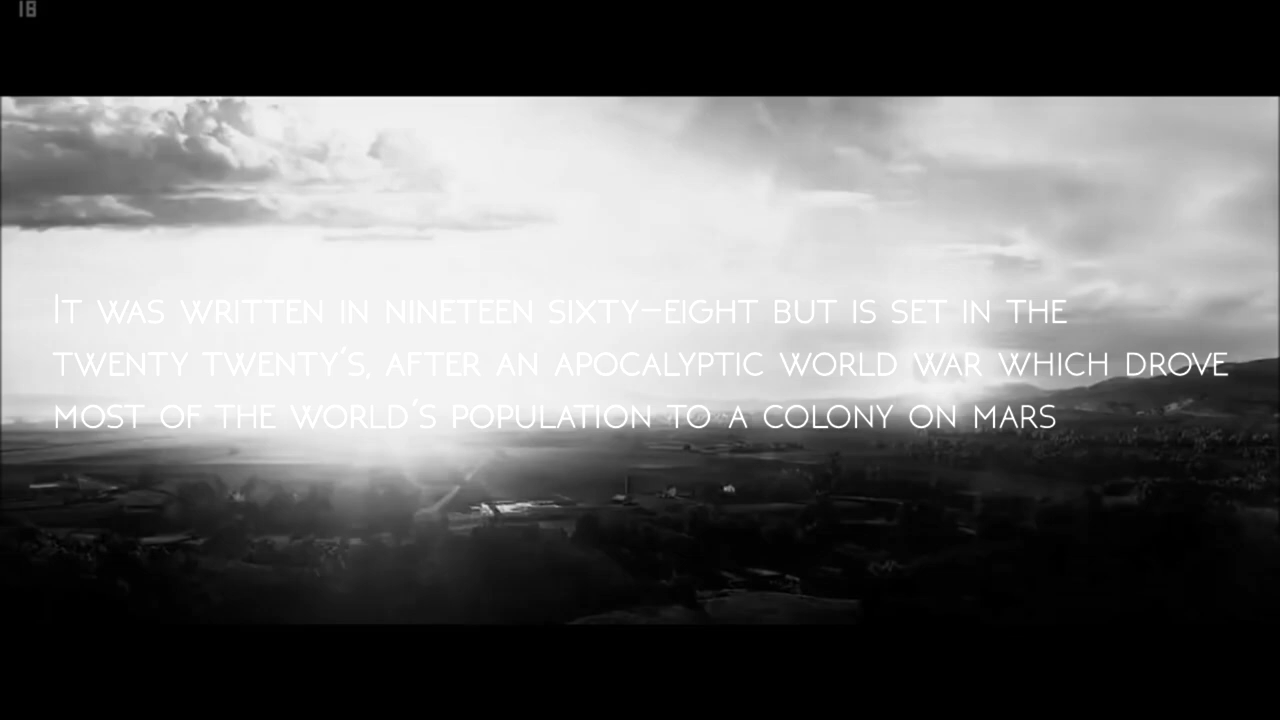 18
It was written in nineteen sixty-eight but is set in the
twenty twenty's, after an apocalyptic world war which drove
most of the world's population to a colony on Mars